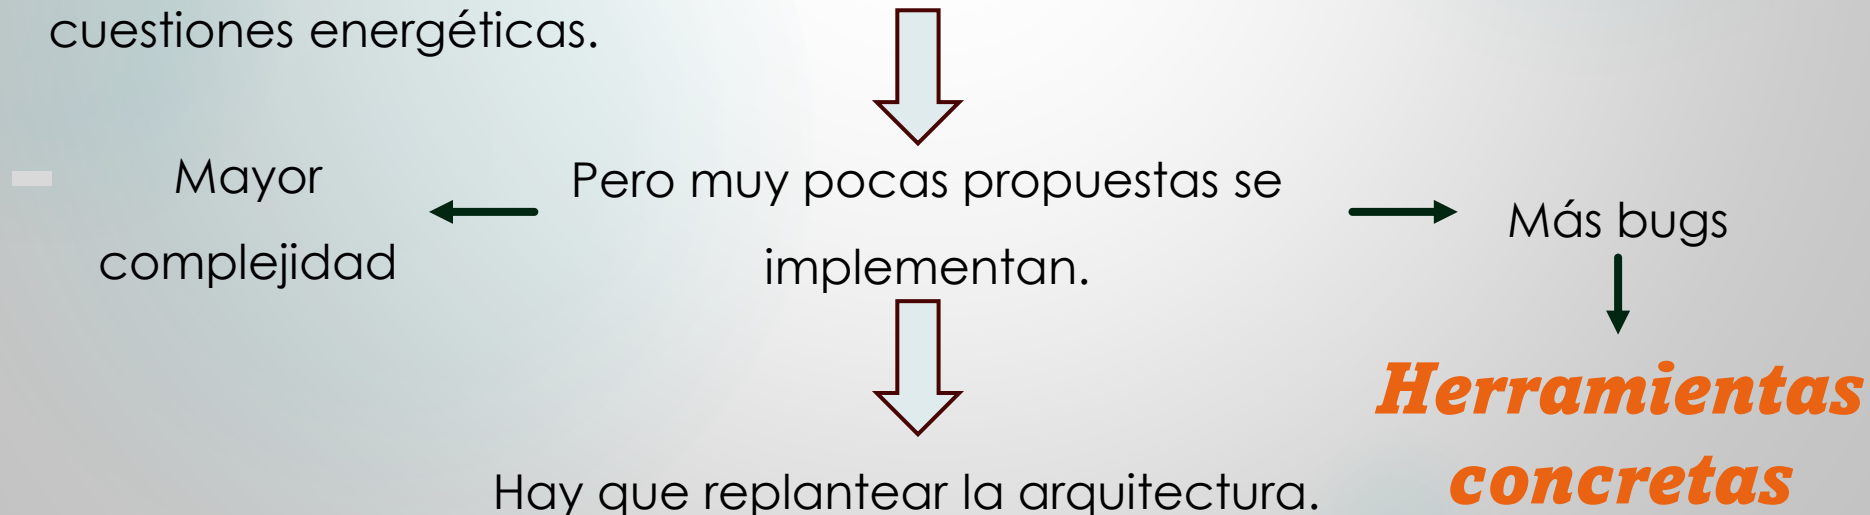 cuestiones energéticas.
Mayor
complejidad
Pero muy pocas propuestas se
implementan.
Más bugs
Herramientas
concretas
Hay que replantear la arquitectura.